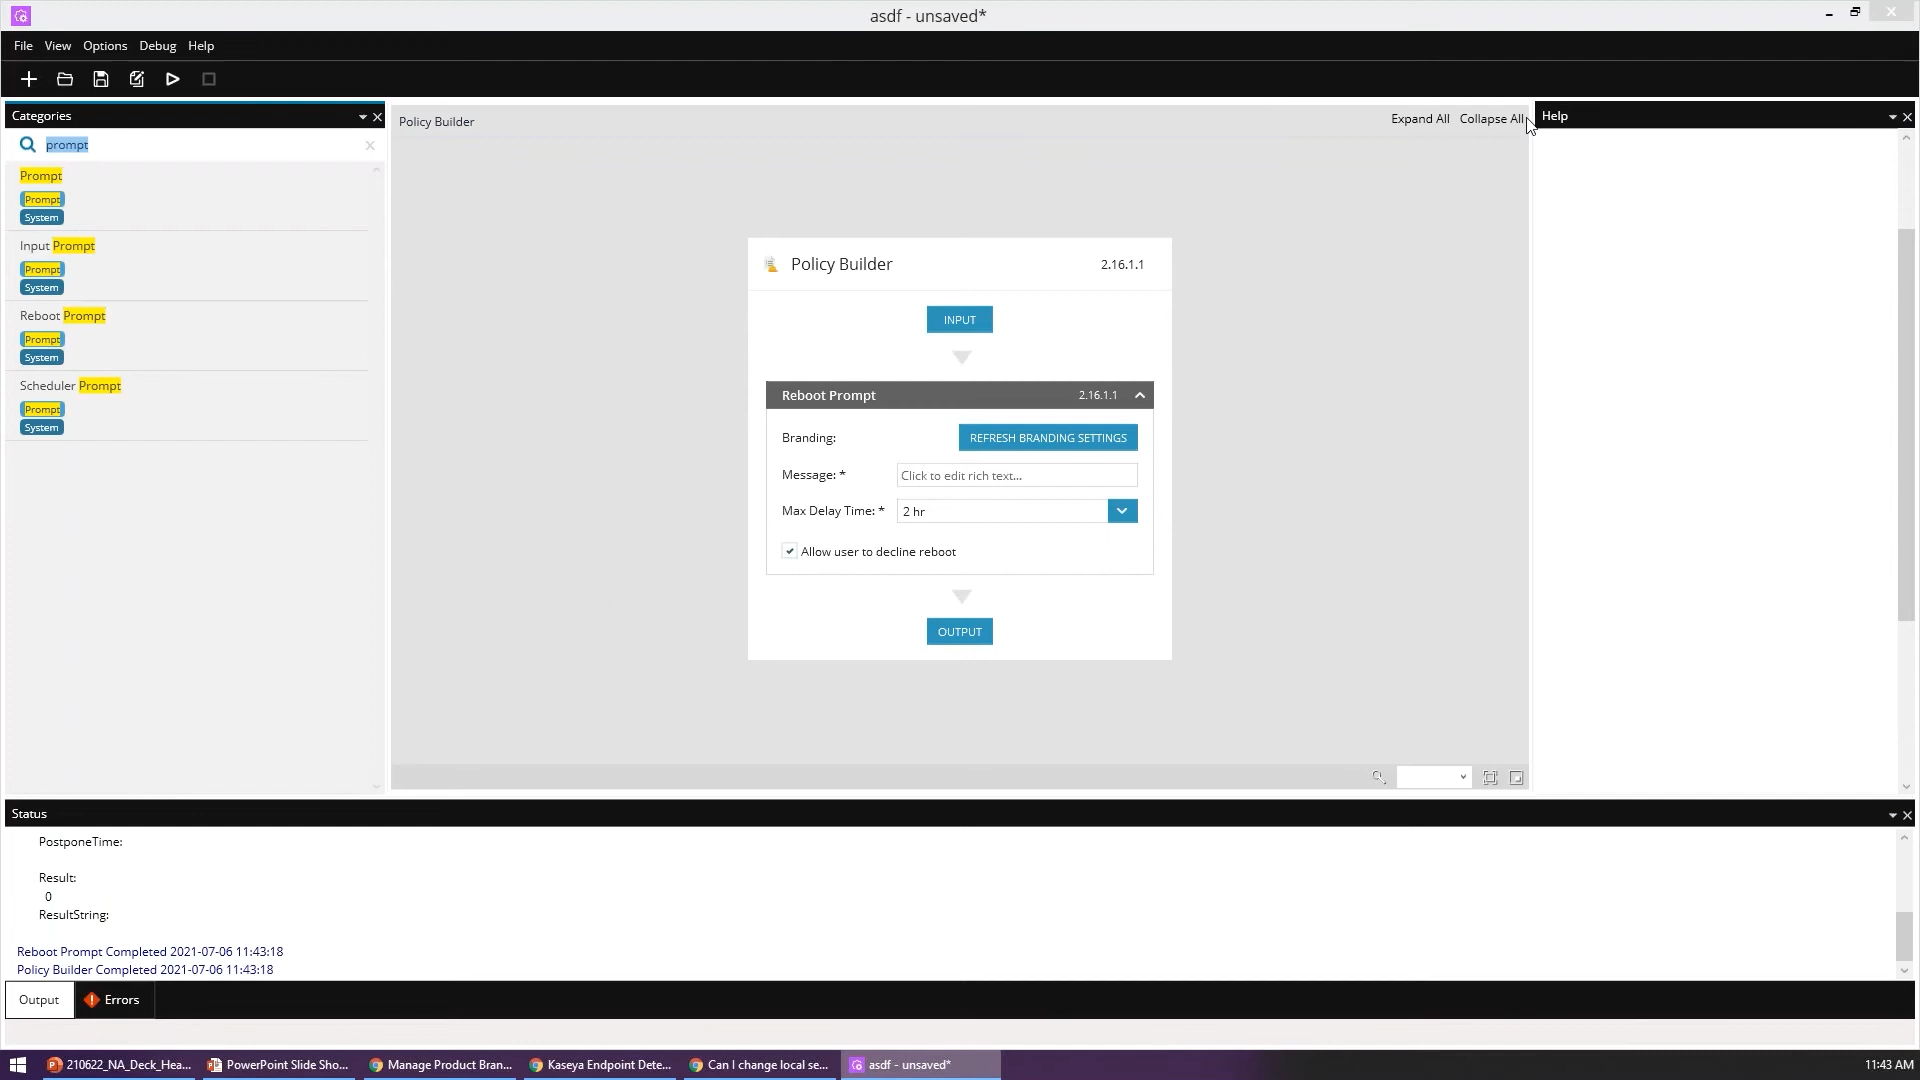 asdf - unsaved*
File View Options Debug Help
Categories
prompt
Prompt
Prompt
System
Input Prompt
Prompt
System
Reboot Prompt
Prompt
System
Scheduler Prompt
Prompt
System
Policy Builder
Expand All Collapse All
Policy Builder 2.16.1.1
INPUT
Reboot Prompt 2.16.1.1
Branding: REFRESH BRANDING SETTINGS
Message: * Click to edit rich text...
Max Delay Time: * 2 hr
Allow user to decline reboot
OUTPUT
Help
Status
PostponeTime:
Result:
0
ResultString:
Reboot Prompt Completed 2021-07-06 11:43:18
Policy Builder Completed 2021-07-06 11:43:18
Output Errors
210622_NA_Deck_Hea... PowerPoint Slide Sho... Manage Product Bran... Kaseya Endpoint Dete... Can I change local se... asdf - unsaved* 11:43 AM